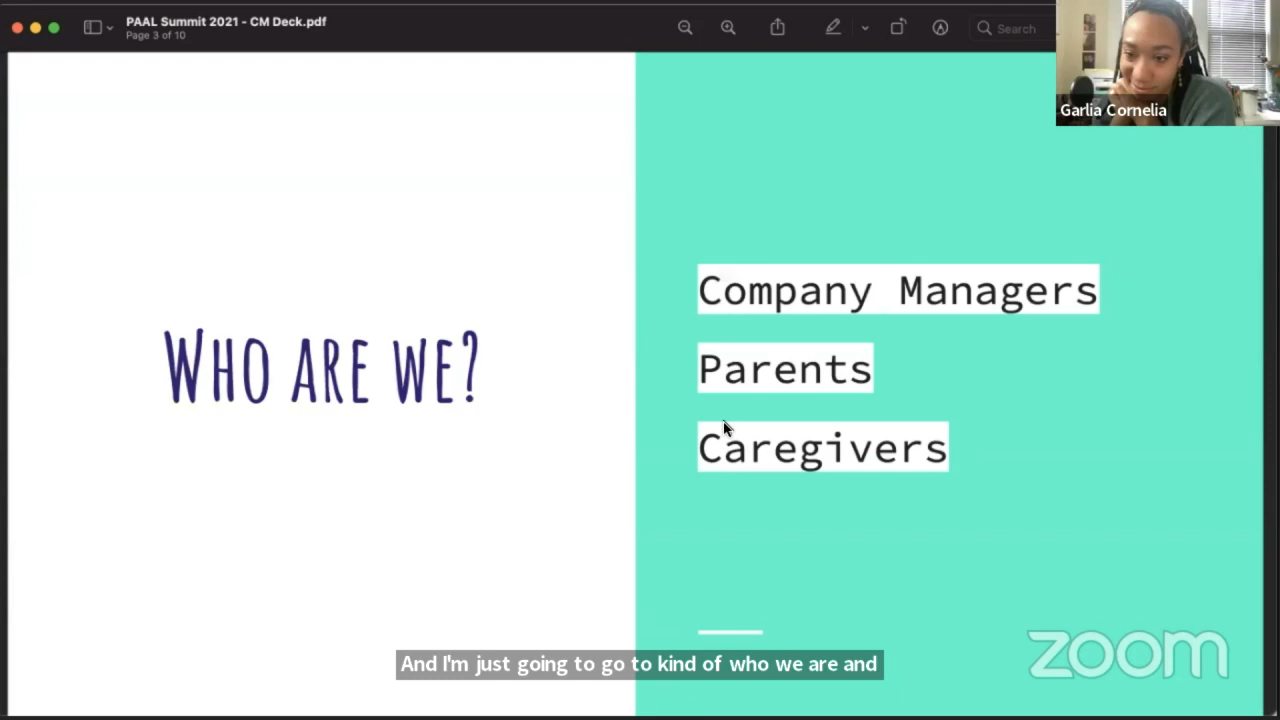 PAAL Summit 2021 - CM Deck.pdf
Page 3 of 10
Search
Garlia Cornelia
WHO ARE WE?
Company Managers
Parents
Caregivers
And I'm just going to go to kind of who we are and
zoom